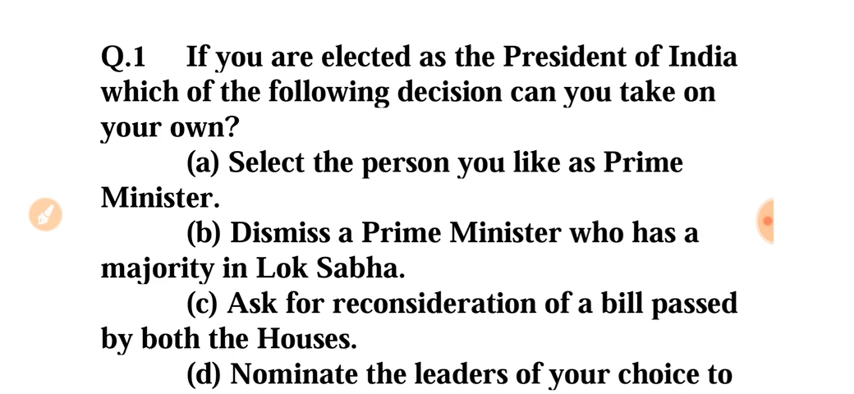 Q.1 If you are elected as the President of India
which of the following decision can you take on
your own?
(a) Select the person you like as Prime
Minister.
(b) Dismiss a Prime Minister who has a
majority in Lok Sabha.
(c) Ask for reconsideration of a bill passed
by both the Houses.
(d) Nominate the leaders of your choice to